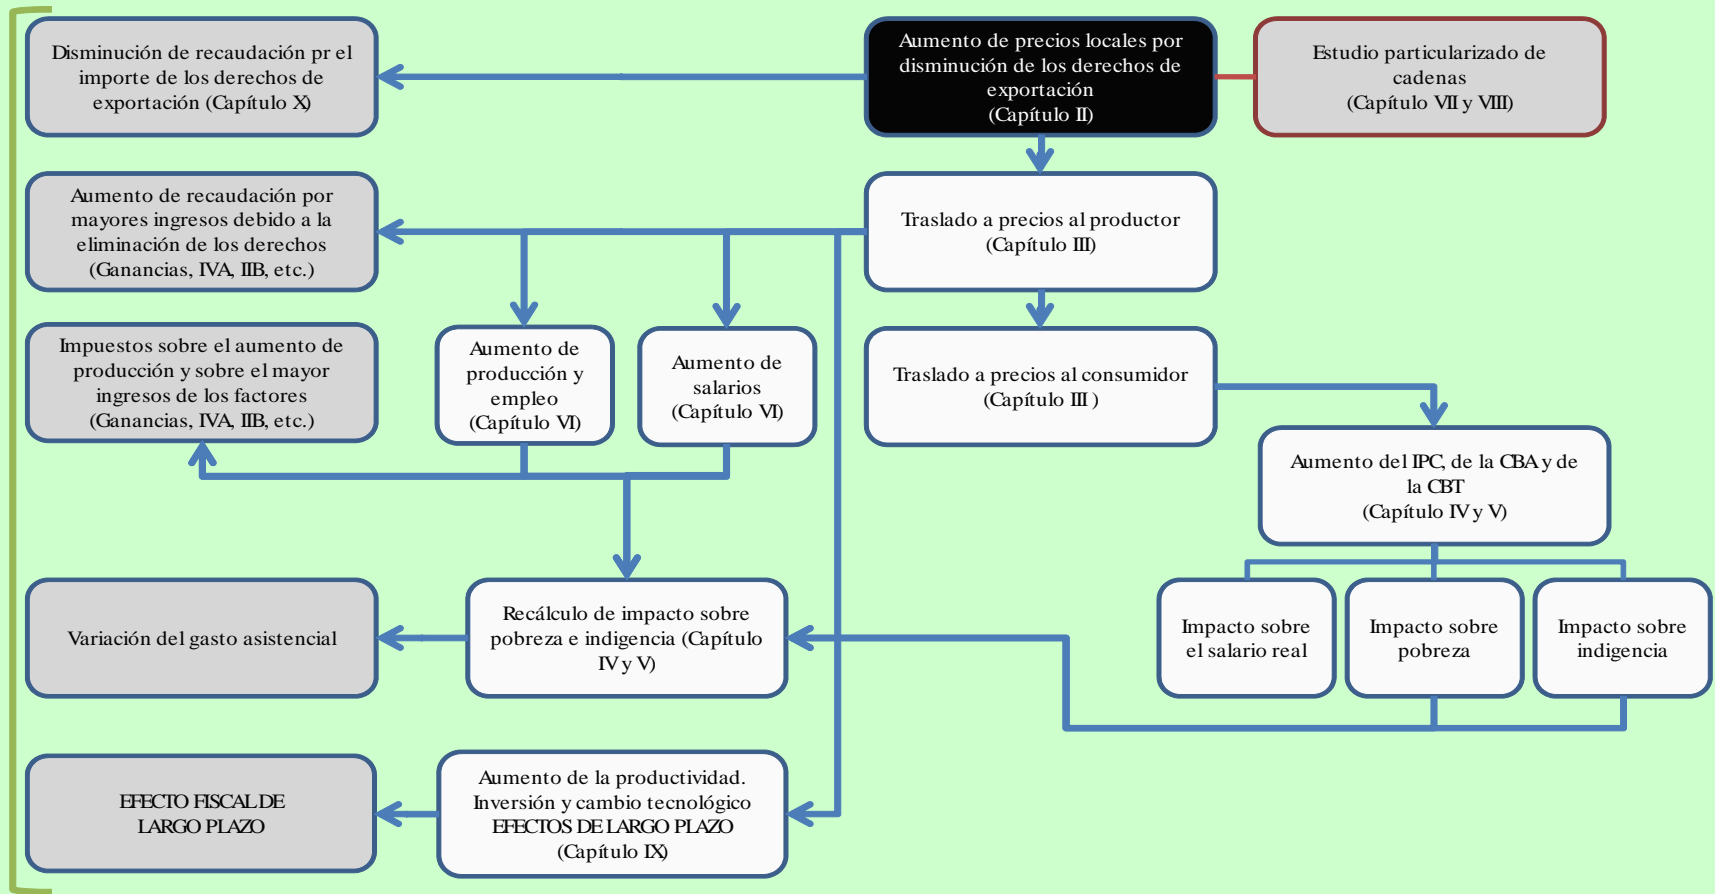 Disminución de recaudación pr el
importe de los derechos de
exportación (Capítulo X)
Aumento de precios locales por
disminución de los derechos de
exportación
(Capítulo II)
Estudio particularizado de
cadenas
(Capítulo VII y VIII)
Aumento de recaudación por
mayores ingresos debido a la
eliminación de los derechos
(Ganancias, IVA, IIB, etc.)
Traslado a precios al productor
(Capítulo III)
Impuestos sobre el aumento de
producción y sobre el mayor
ingresos de los factores
(Ganancias, IVA, IIB, etc.)
Aumento de
producción y
empleo
(Capítulo VI)
Aumento de
salarios
(Capítulo VI)
Traslado a precios al consumidor
(Capítulo III )
Aumento del IPC, de la CBA y de
la CBT
(Capítulo IV y V)
Variación del gasto asistencial
Recálculo de impacto sobre
pobreza e indigencia (Capítulo
IV y V)
Impacto sobre
el salario real
Impacto sobre
pobreza
Impacto sobre
indigencia
EFECTO FISCAL DE
LARGO PLAZO
Aumento de la productividad.
Inversión y cambio tecnológico
EFECTOS DE LARGO PLAZO
(Capítulo IX)